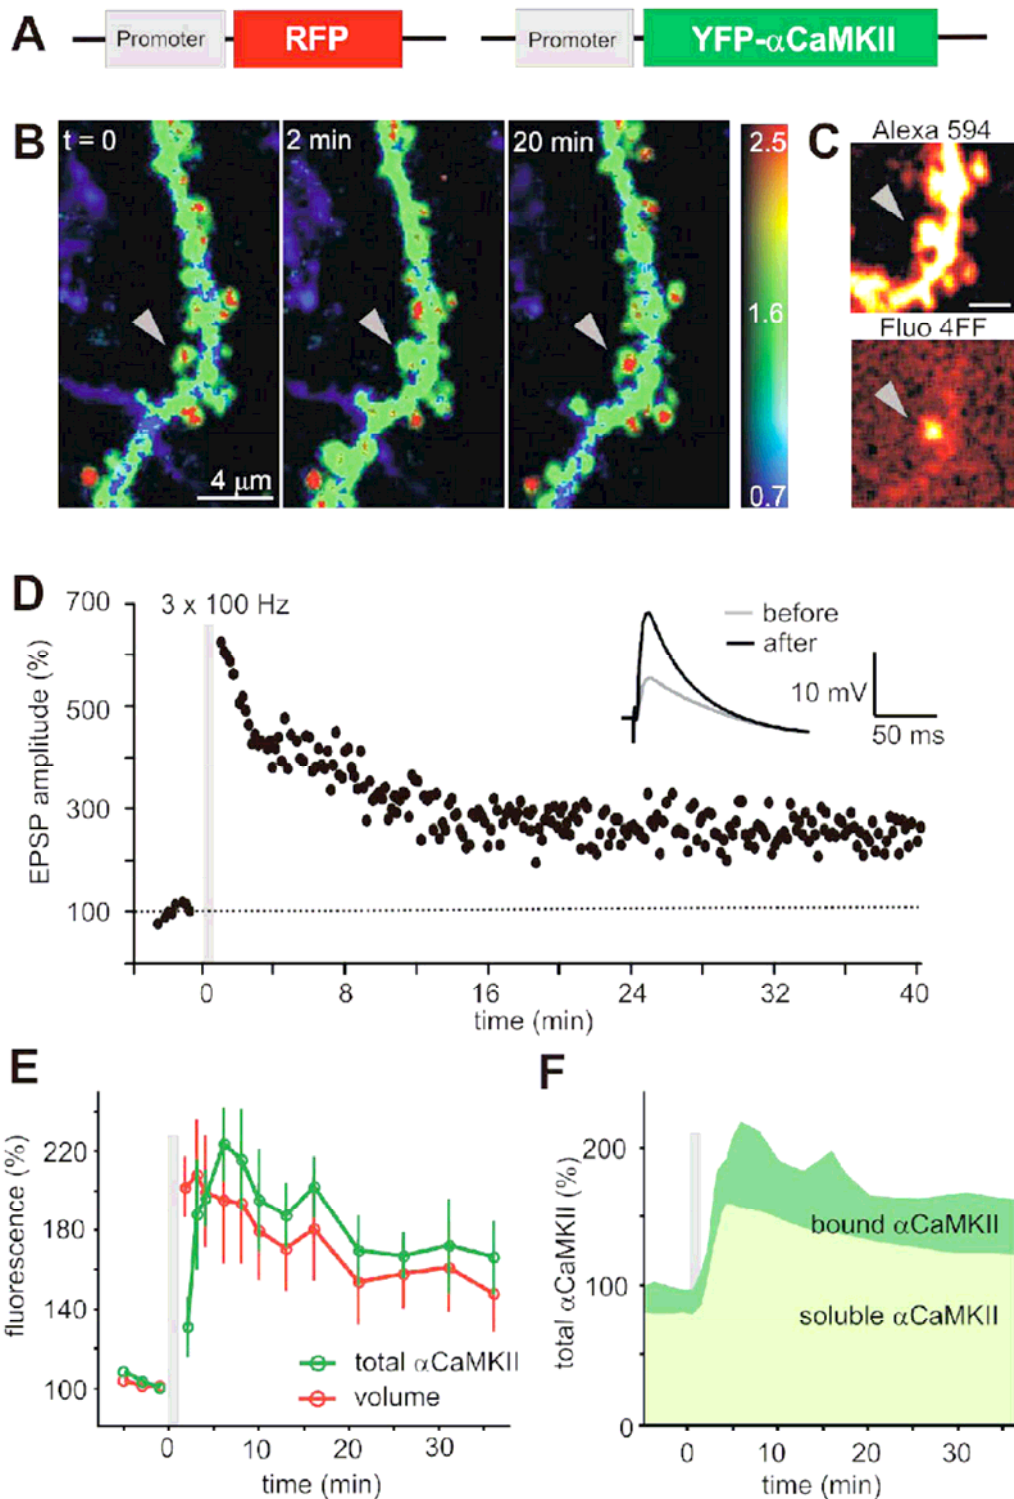 A
Promoter RFP Promoter YFP-αCaMKII
B t = 0 2 min 20 min 2.5 C
Alexa 594
1.6
Fluo 4FF
4 μm 0.7
D 700
3 x 100 Hz
before
after
10 mV
50 ms
500
300
100
EPSP amplitude (%)
0 8 16 24 32 40
time (min)
E
220
180
140
100
fluorescence (%)
total αCaMKII
volume
0 10 20 30
time (min)
F
200
100
0
total αCaMKII (%)
bound αCaMKII
soluble αCaMKII
0 10 20 30
time (min)